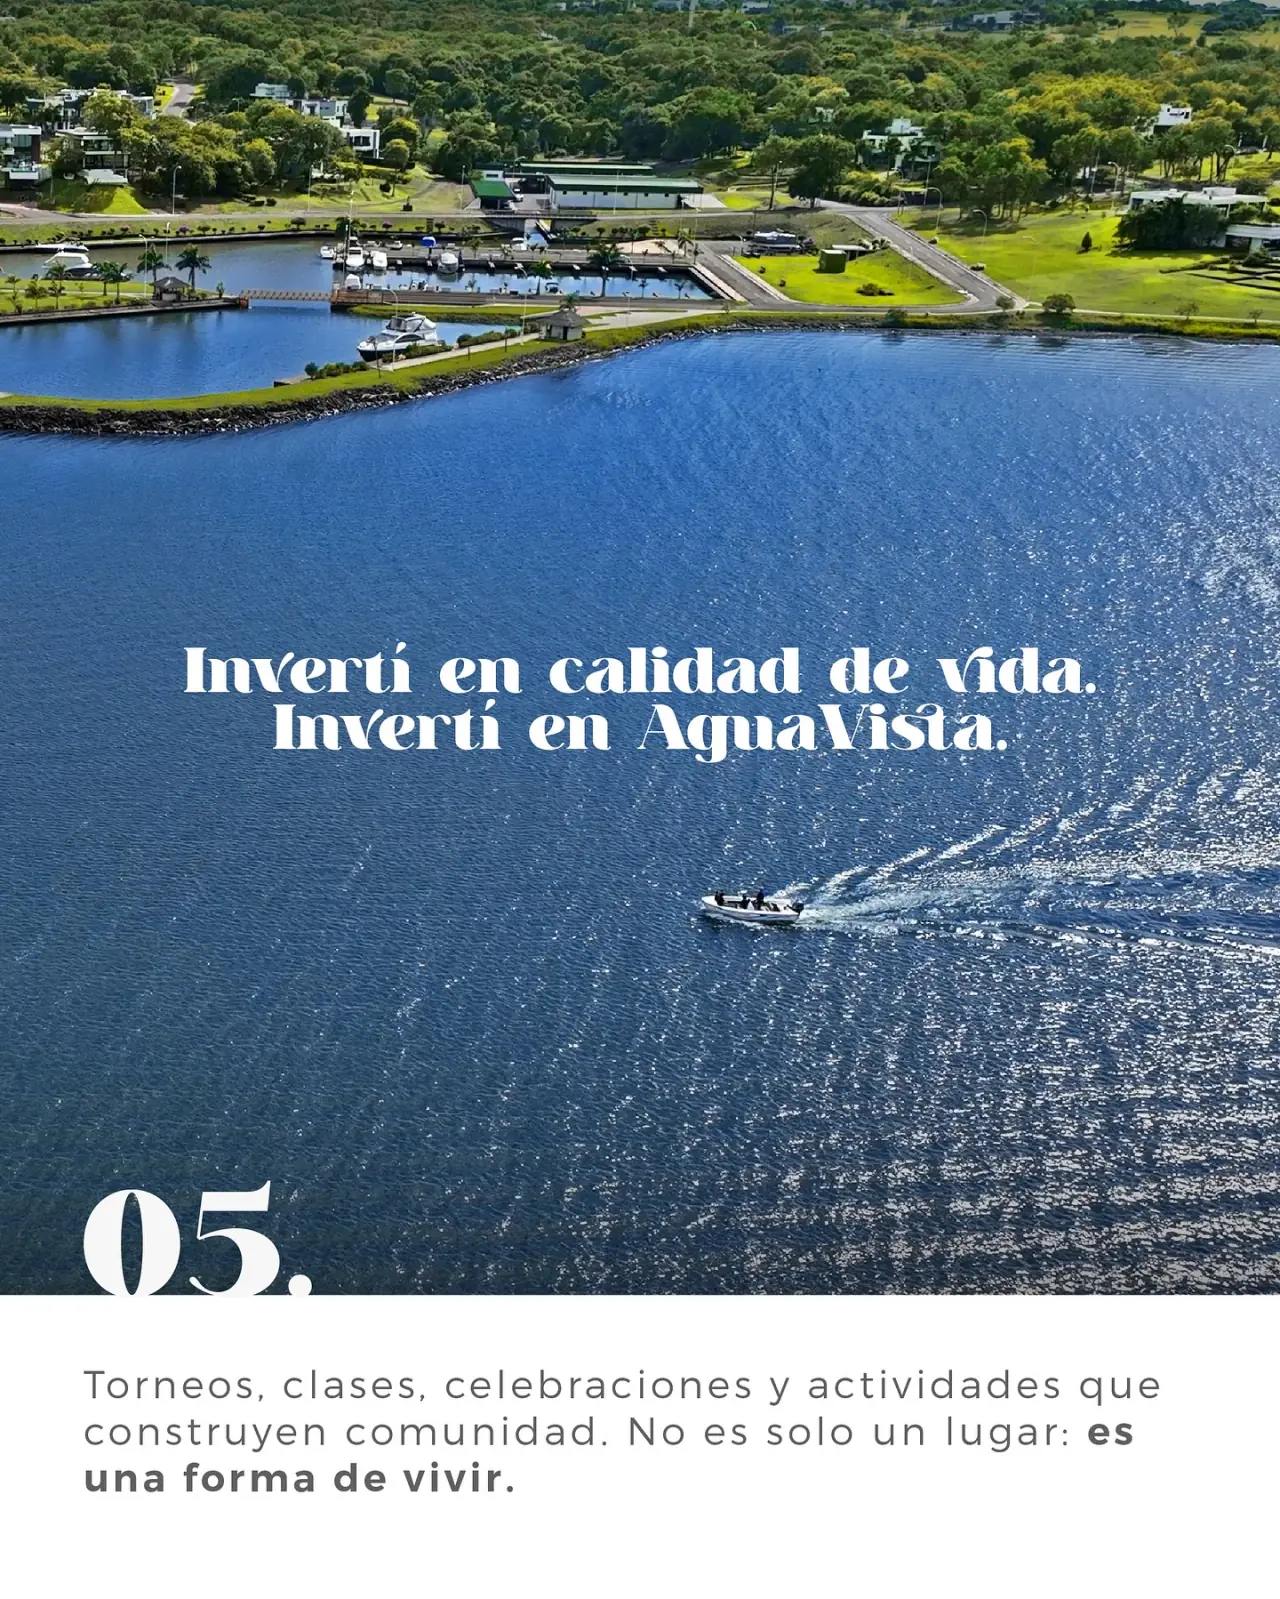 Invertí en calidad de vida.
Invertí en AguaVista.
05.
Torneos, clases, celebraciones y actividades que
construyen comunidad. No es solo un lugar: es
una forma de vivir.